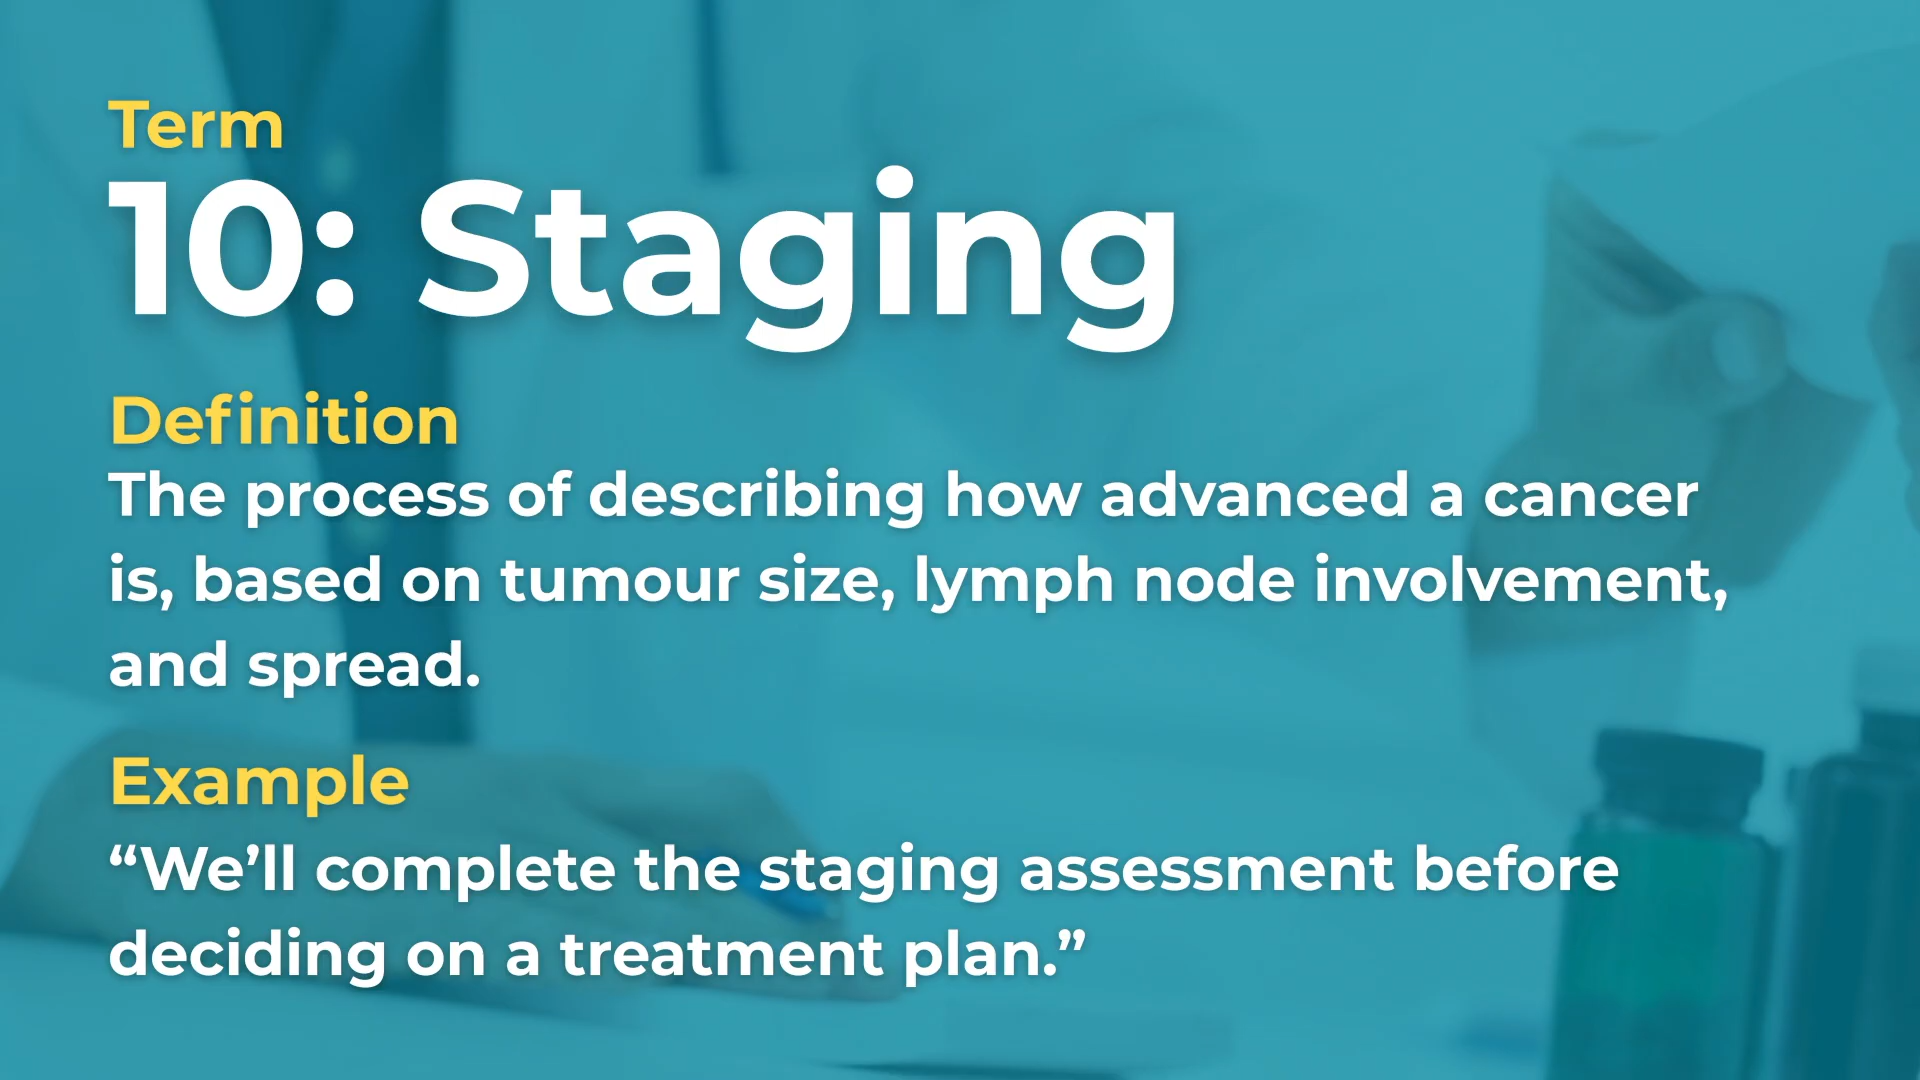 Term
10: Staging
Definition
The process of describing how advanced a cancer
is, based on tumour size, lymph node involvement,
and spread.
Example
“We’ll complete the staging assessment before
deciding on a treatment plan.”